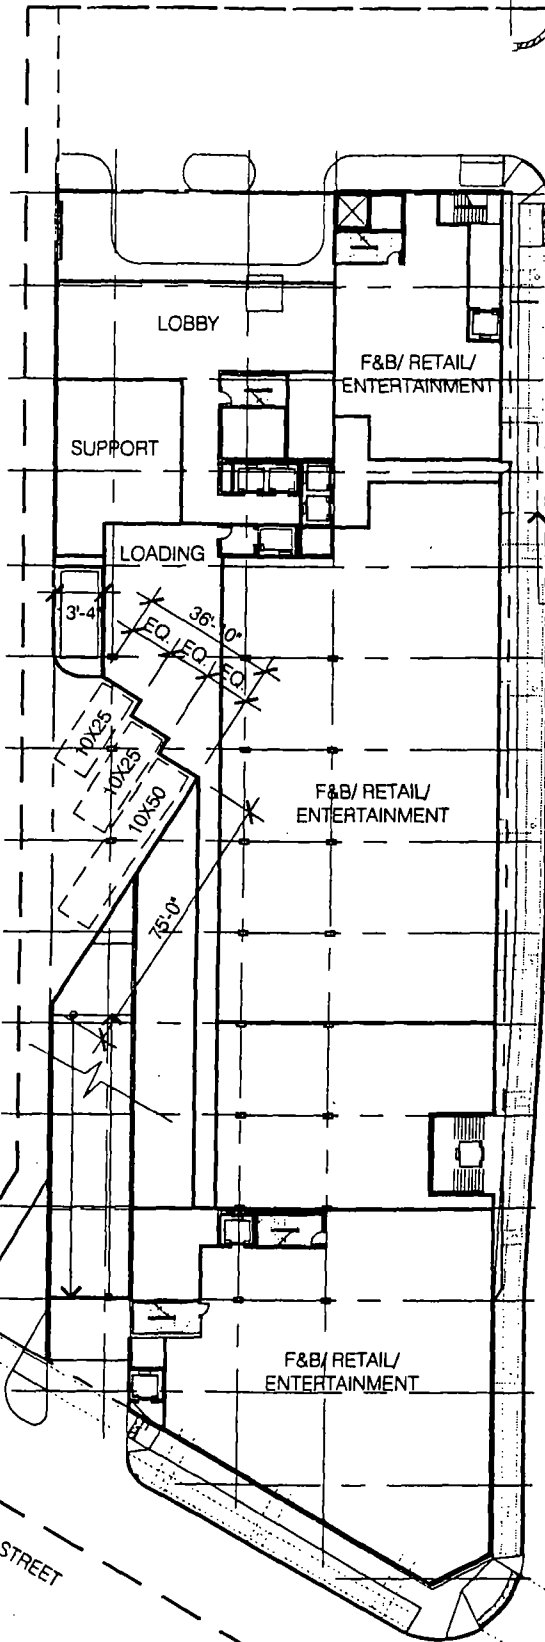 LOBBY
F&B/ RETAIL/
ENTERTAINMENT
SUPPORT
LOADING
3'-4"
36'-10"
EQ.
EQ.
EQ.
10X25
10X25
10X50
F&B/ RETAIL/
ENTERTAINMENT
75'-0"
F&B/ RETAIL/
ENTERTAINMENT
STREET